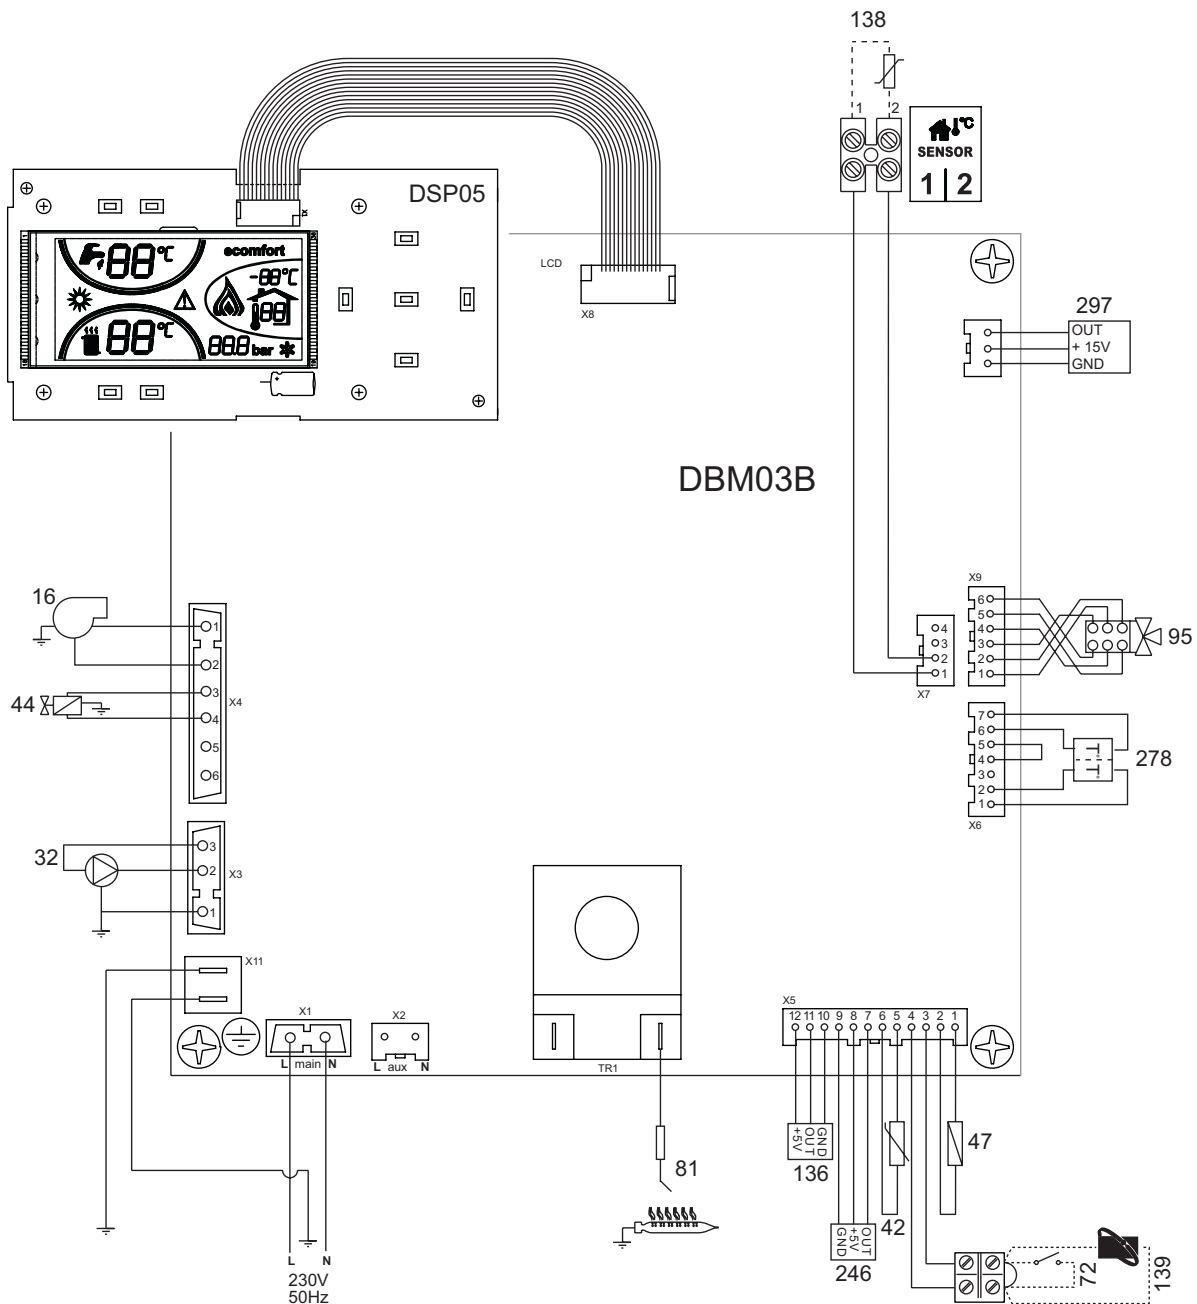 138
1 2
°C
SENSOR
1 2
DSP05
X1
ecomfort
88°C
-88°C
88
88°C
88.8 bar
LCD
X8
297
OUT
+ 15V
GND
DBM03B
16
1
2
3
4
5
6
X4
44
X9
6
5
4
3
2
1
95
4
3
2
1
X7
7
6
5
4
3
2
1
X6
278
32
3
2
1
X3
X11
X1
L main N
X2
L aux N
TR1
X5
12 11 10 9 8 7 6 5 4 3 2 1
+5V
OUT
GND
136
81
47
42
GND
+5V
OUT
246
72
139
L N
230V
50Hz